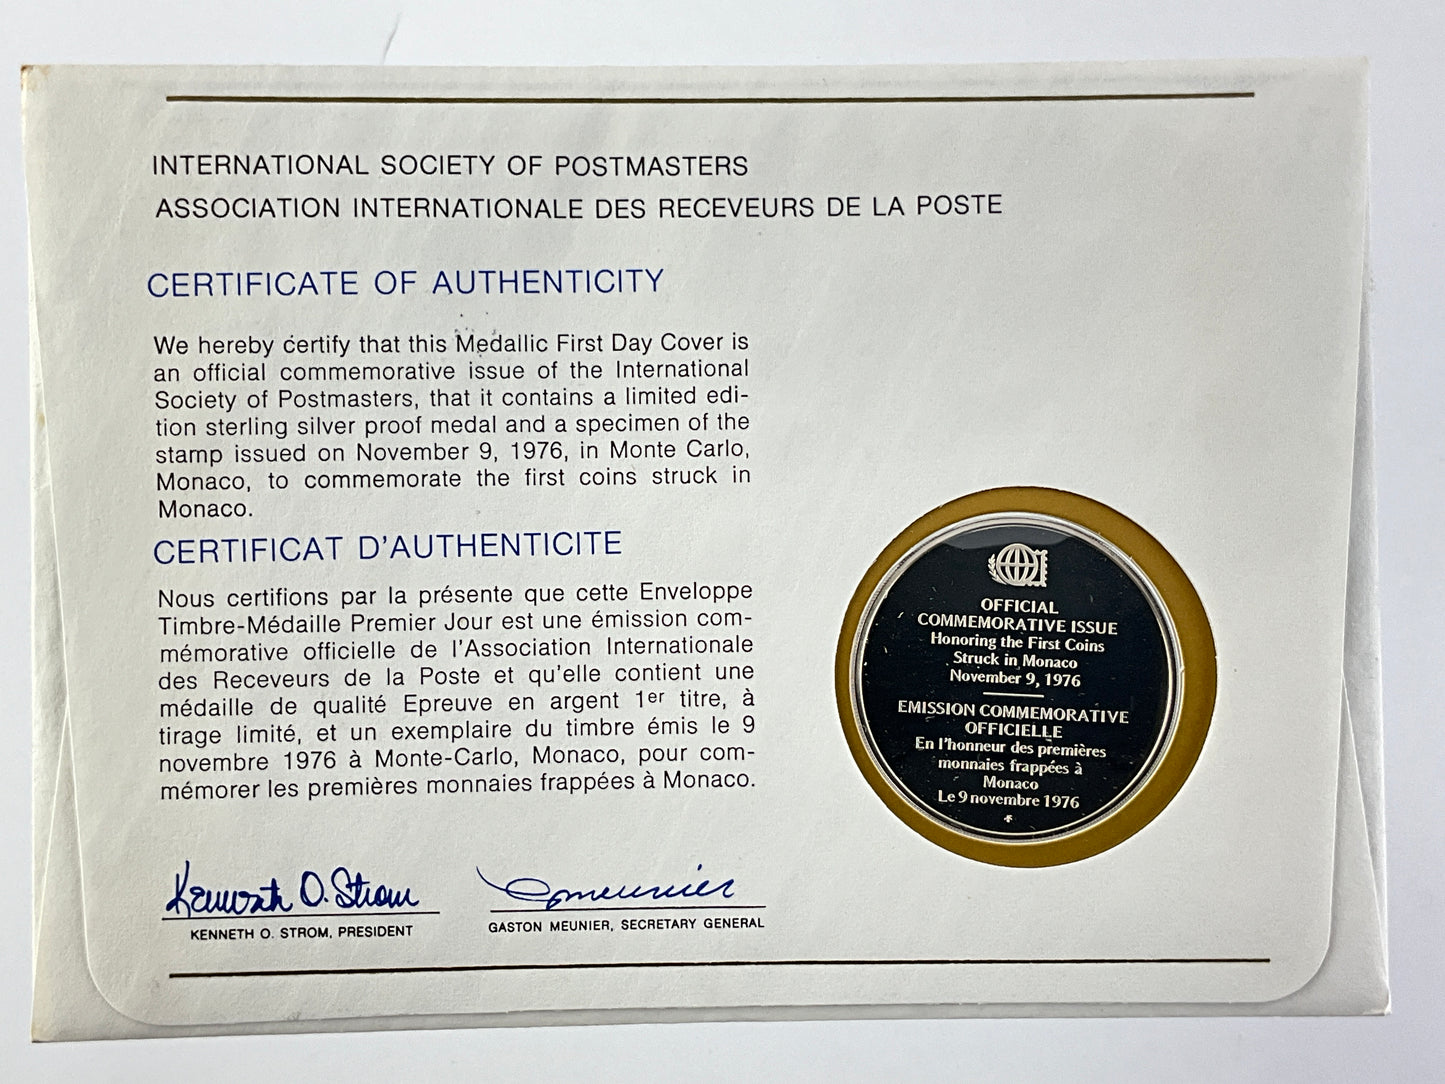 INTERNATIONAL SOCIETY OF POSTMASTERS
ASSOCIATION INTERNATIONALE DES RECEVEURS DE LA POSTE
CERTIFICATE OF AUTHENTICITY
We hereby certify that this Medallic First Day Cover is
an official commemorative issue of the International
Society of Postmasters, that it contains a limited edi-
tion sterling silver proof medal and a specimen of the
stamp issued on November 9, 1976, in Monte Carlo,
Monaco, to commemorate the first coins struck in
Monaco.
CERTIFICAT D'AUTHENTICITE
Nous certifions par la présente que cette Enveloppe
Timbre-Médaille Premier Jour est une émission com-
mémorative officielle de l'Association Internationale
des Receveurs de la Poste et qu'elle contient une
médaille de qualité Epreuve en argent 1er titre, à
tirage limité, et un exemplaire du timbre émis le 9
novembre 1976 à Monte-Carlo, Monaco, pour com-
mémorer les premières monnaies frappées à Monaco.
Kenneth O. Strom
KENNETH O. STROM, PRESIDENT
Gmeunier
GASTON MEUNIER, SECRETARY GENERAL
OFFICIAL
COMMEMORATIVE ISSUE
Honoring the First Coins
Struck in Monaco
November 9, 1976
EMISSION COMMEMORATIVE
OFFICIELLE
En l'honneur des premières
monnaies frappées à
Monaco
Le 9 novembre 1976